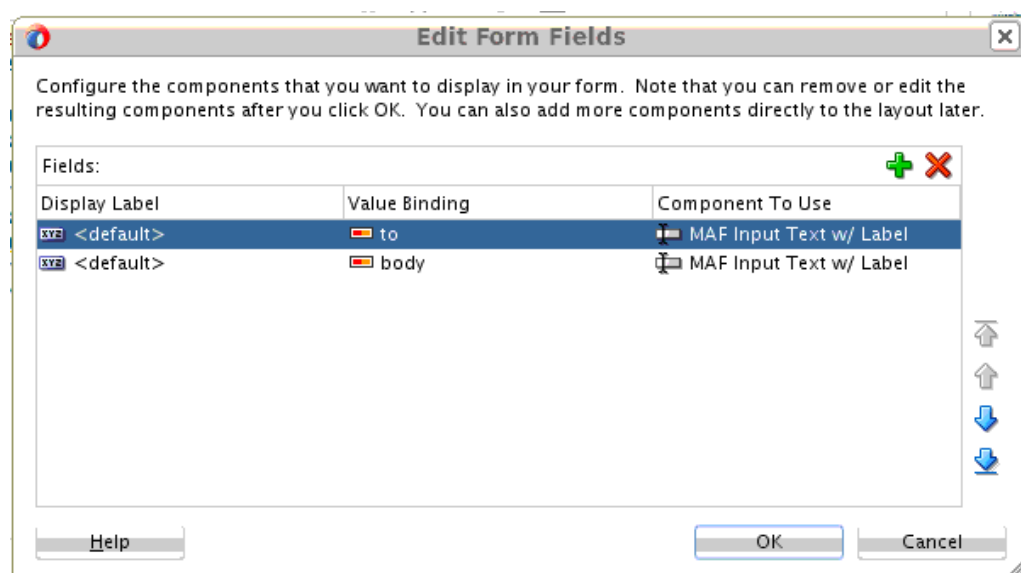 Edit Form Fields
Configure the components that you want to display in your form. Note that you can remove or edit the
resulting components after you click OK. You can also add more components directly to the layout later.
Fields:
Display Label Value Binding Component To Use
XYZ <default> to MAF Input Text w/ Label
XYZ <default> body MAF Input Text w/ Label
Help OK Cancel